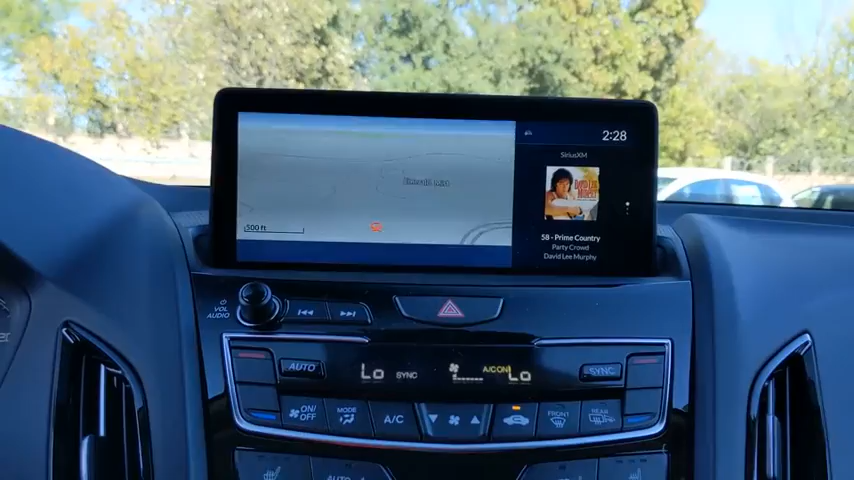 2:28
SiriusXM
500 ft
58 - Prime Country
Party Crowd
David Lee Murphy
VOL
AUDIO
AUTO
Lo
SYNC
A/C ON
Lo
SYNC
ON/
OFF
MODE
A/C
FRONT
REAR
AUTO